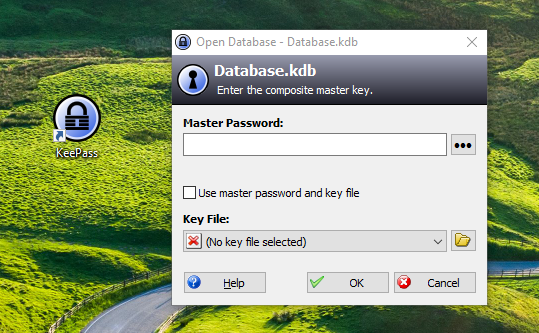 Open Database - Database.kdb
Database.kdb
Enter the composite master key.
KeePass
Master Password:
Use master password and key file
Key File:
(No key file selected)
Help
OK
Cancel